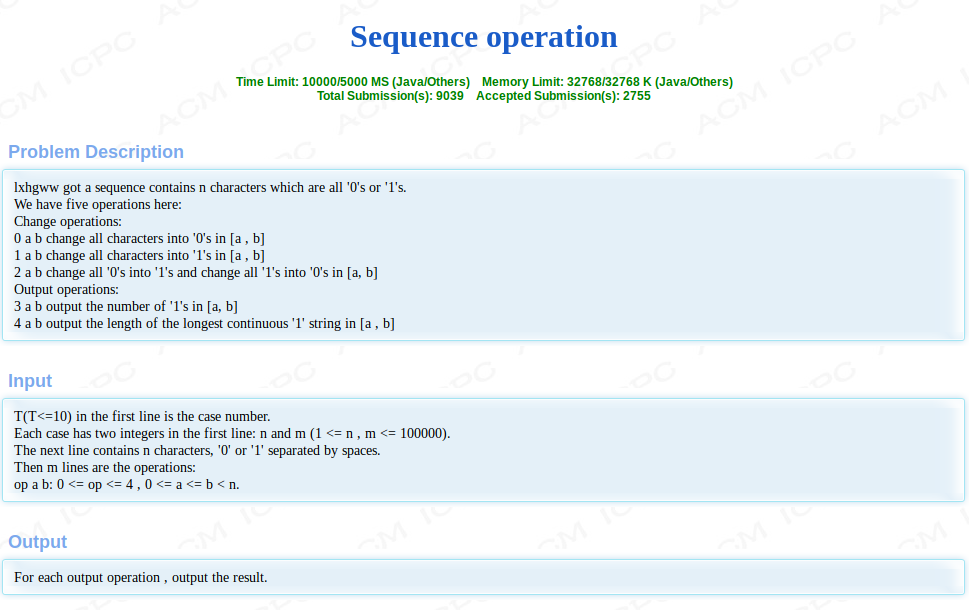 Sequence operation
Time Limit: 10000/5000 MS (Java/Others) Memory Limit: 32768/32768 K (Java/Others)
Total Submission(s): 9039 Accepted Submission(s): 2755
Problem Description
lxhgww got a sequence contains n characters which are all '0's or '1's.
We have five operations here:
Change operations:
0 a b change all characters into '0's in [a , b]
1 a b change all characters into '1's in [a , b]
2 a b change all '0's into '1's and change all '1's into '0's in [a, b]
Output operations:
3 a b output the number of '1's in [a, b]
4 a b output the length of the longest continuous '1' string in [a , b]
Input
T(T<=10) in the first line is the case number.
Each case has two integers in the first line: n and m (1 <= n , m <= 100000).
The next line contains n characters, '0' or '1' separated by spaces.
Then m lines are the operations:
op a b: 0 <= op <= 4 , 0 <= a <= b < n.
Output
For each output operation , output the result.